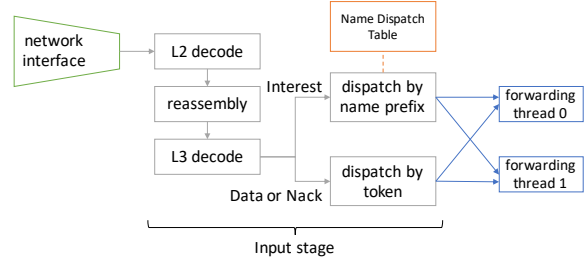 network
interface
L2 decode
reassembly
L3 decode
Interest
Data or Nack
Name Dispatch
Table
dispatch by
name prefix
dispatch by
token
forwarding
thread 0
forwarding
thread 1
Input stage